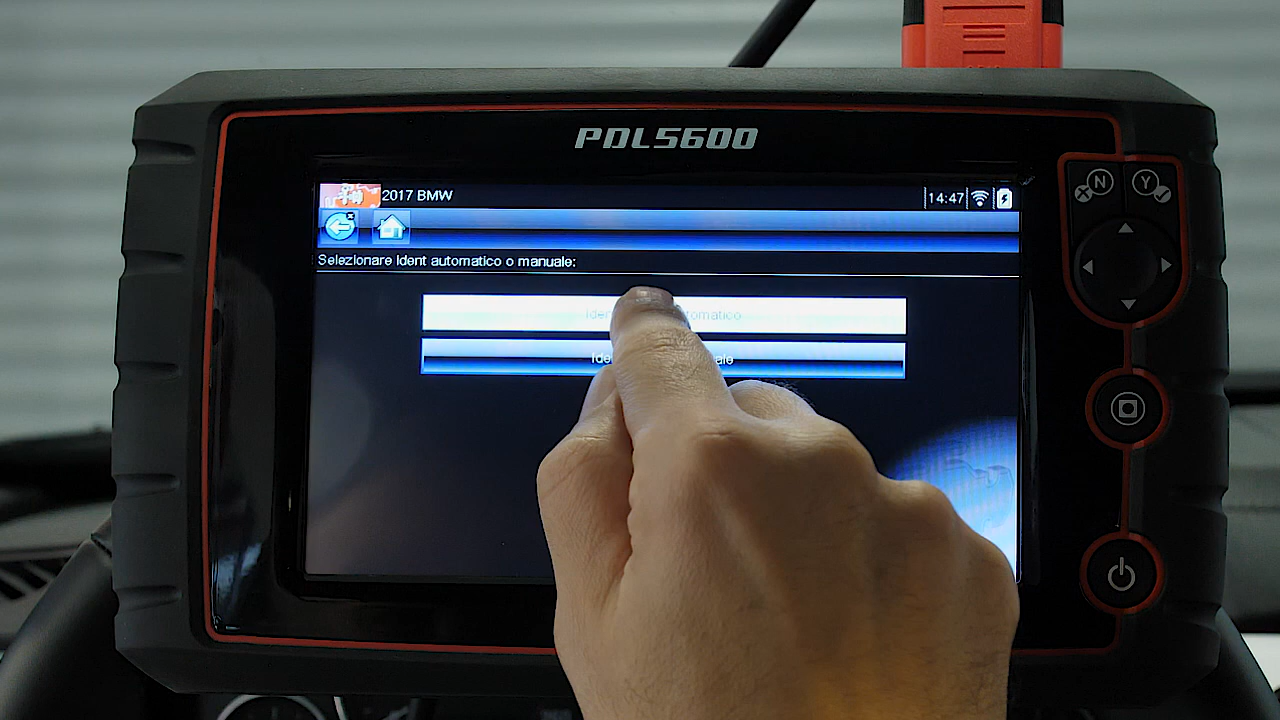 PDL5600
2017 BMW
14:47
N
Y
Selezionare Ident automatico o manuale: